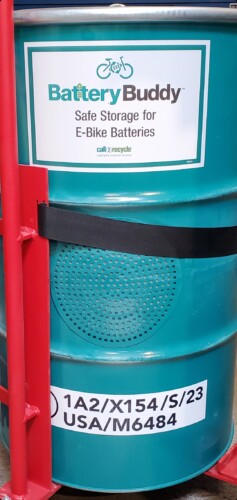 BatteryBuddy
Safe Storage for
E-Bike Batteries
call2recycle
1A2/X154/S/23
USA/M6484